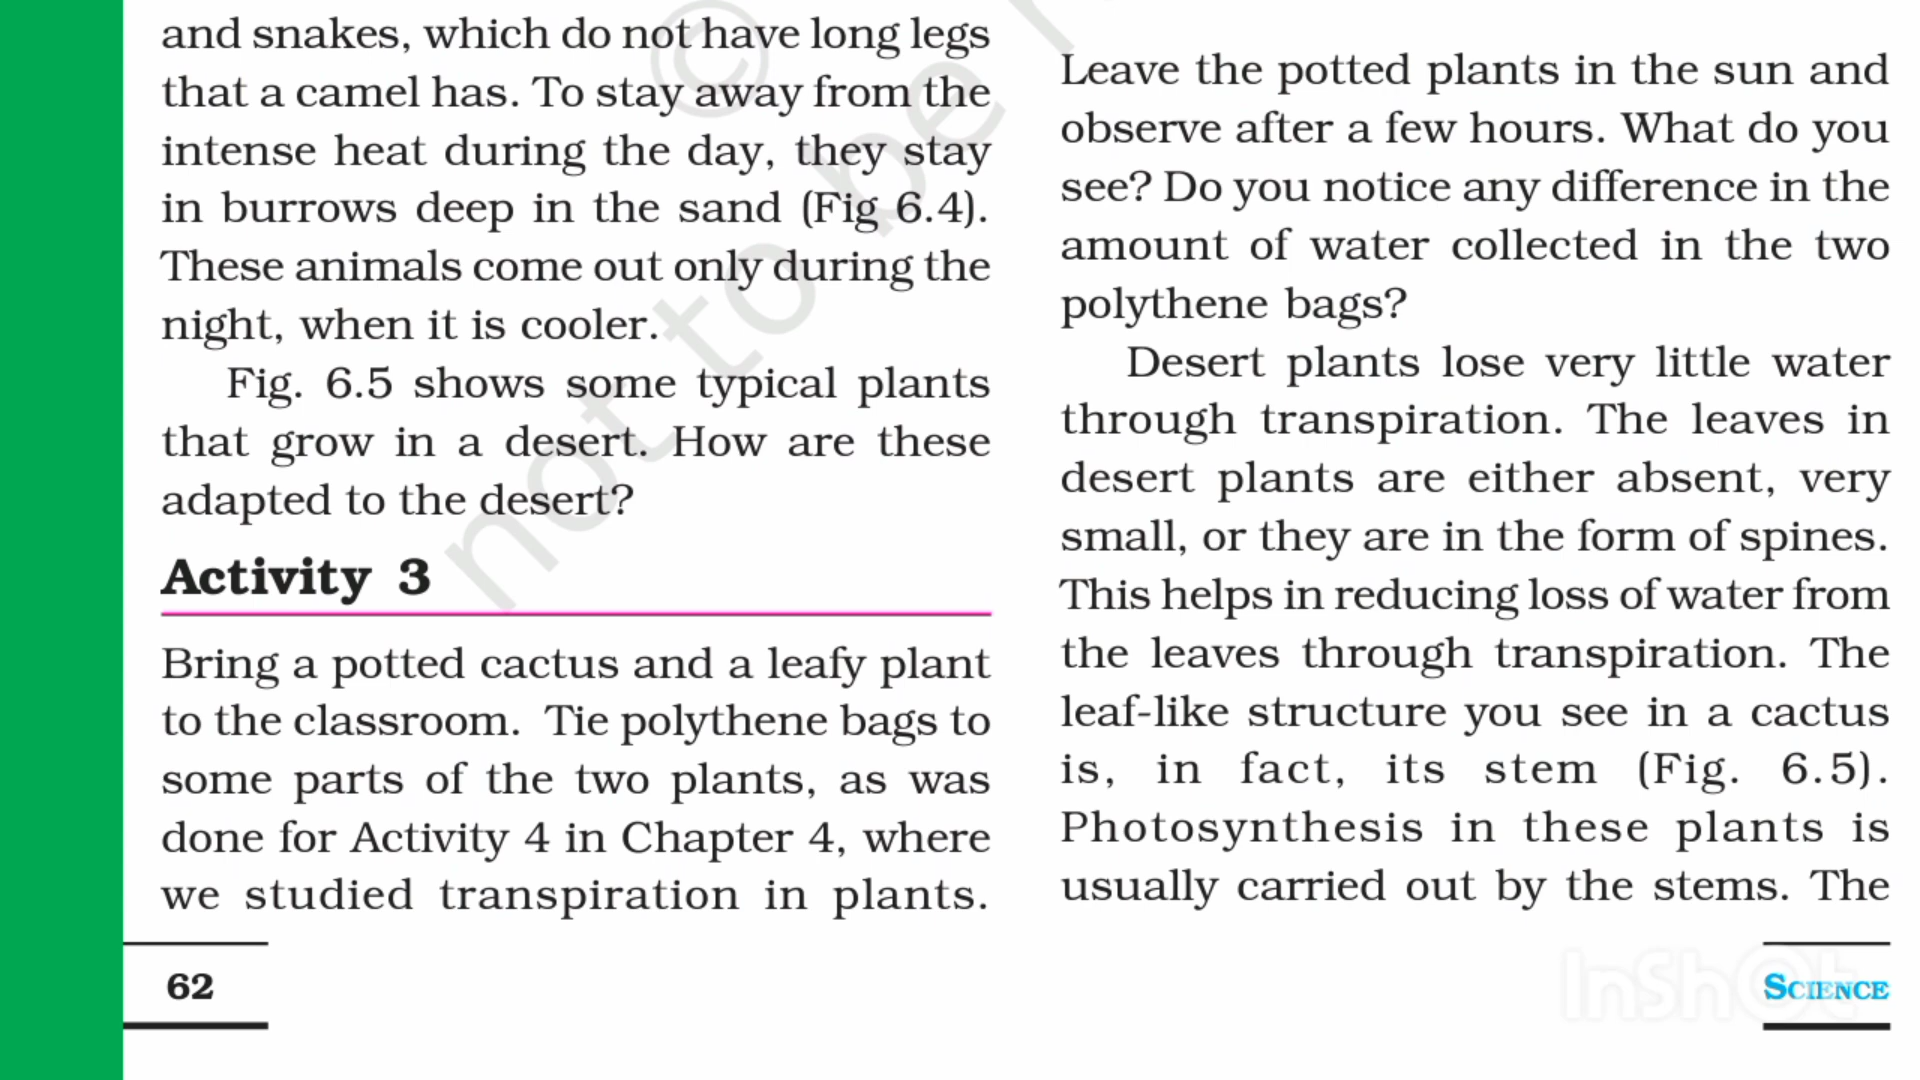 and snakes, which do not have long legs
that a camel has. To stay away from the
intense heat during the day, they stay
in burrows deep in the sand (Fig 6.4).
These animals come out only during the
night, when it is cooler.
Fig. 6.5 shows some typical plants
that grow in a desert. How are these
adapted to the desert?
Activity 3
Bring a potted cactus and a leafy plant
to the classroom. Tie polythene bags to
some parts of the two plants, as was
done for Activity 4 in Chapter 4, where
we studied transpiration in plants.
Leave the potted plants in the sun and
observe after a few hours. What do you
see? Do you notice any difference in the
amount of water collected in the two
polythene bags?
Desert plants lose very little water
through transpiration. The leaves in
desert plants are either absent, very
small, or they are in the form of spines.
This helps in reducing loss of water from
the leaves through transpiration. The
leaf-like structure you see in a cactus
is, in fact, its stem (Fig. 6.5).
Photosynthesis in these plants is
usually carried out by the stems. The
62
SCIENCE
©
not to be
InShOt